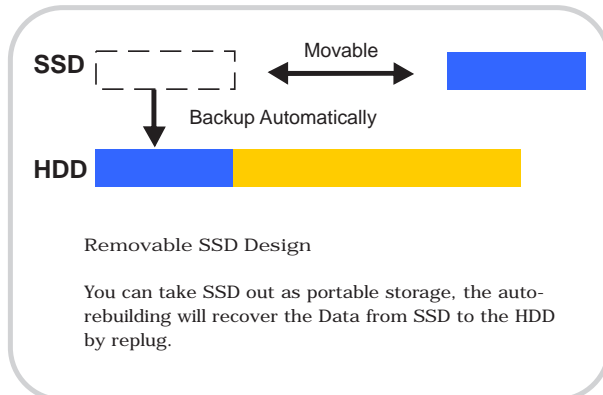 Movable
SSD
Backup Automatically
HDD
Removable SSD Design
You can take SSD out as portable storage, the auto-
rebuilding will recover the Data from SSD to the HDD
by replug.